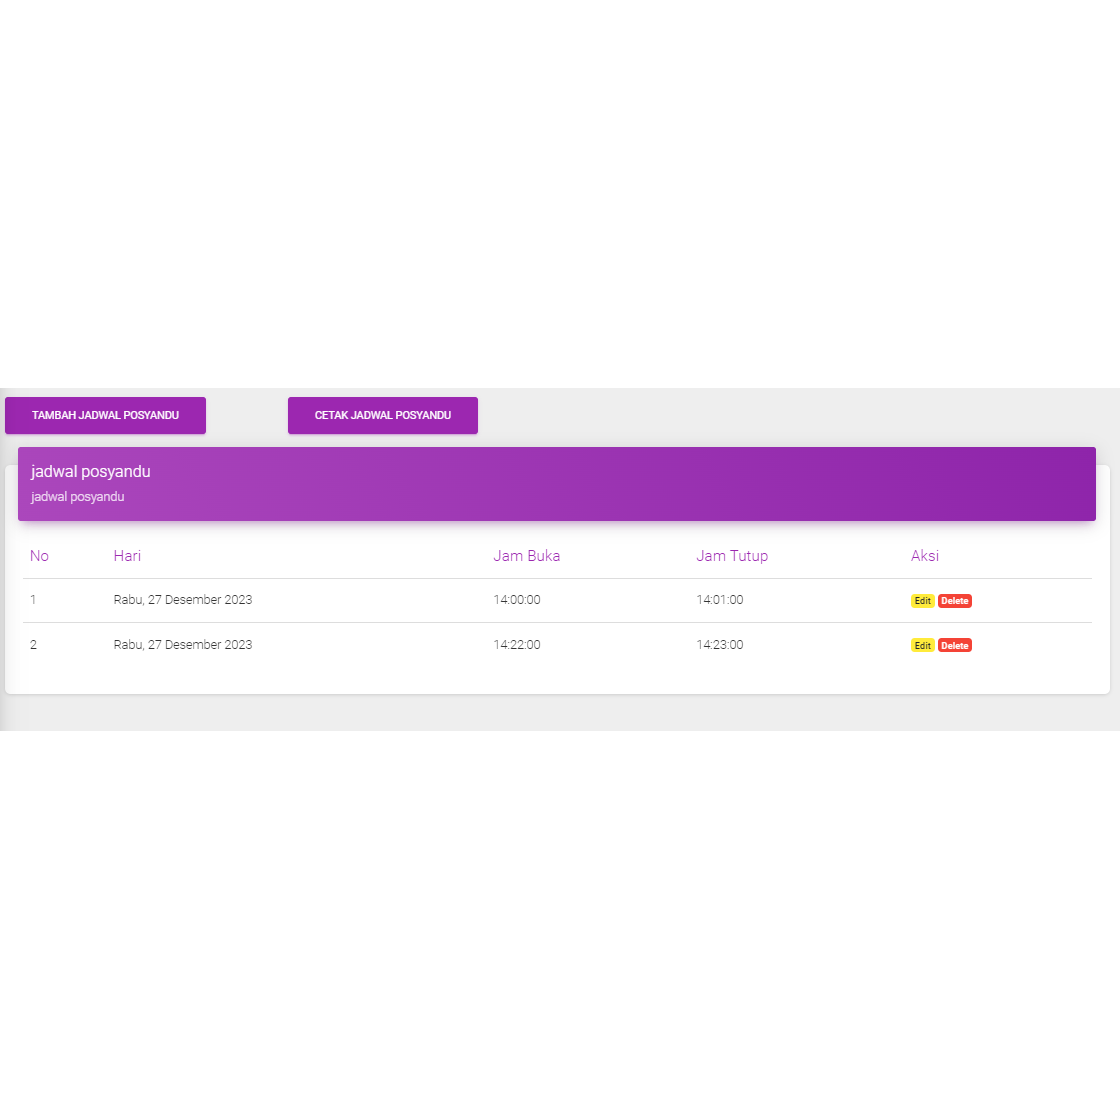 TAMBAH JADWAL POSYANDU CETAK JADWAL POSYANDU
jadwal posyandu
jadwal posyandu
No Hari Jam Buka Jam Tutup Aksi
1 Rabu, 27 Desember 2023 14:00:00 14:01:00 Edit Delete
2 Rabu, 27 Desember 2023 14:22:00 14:23:00 Edit Delete